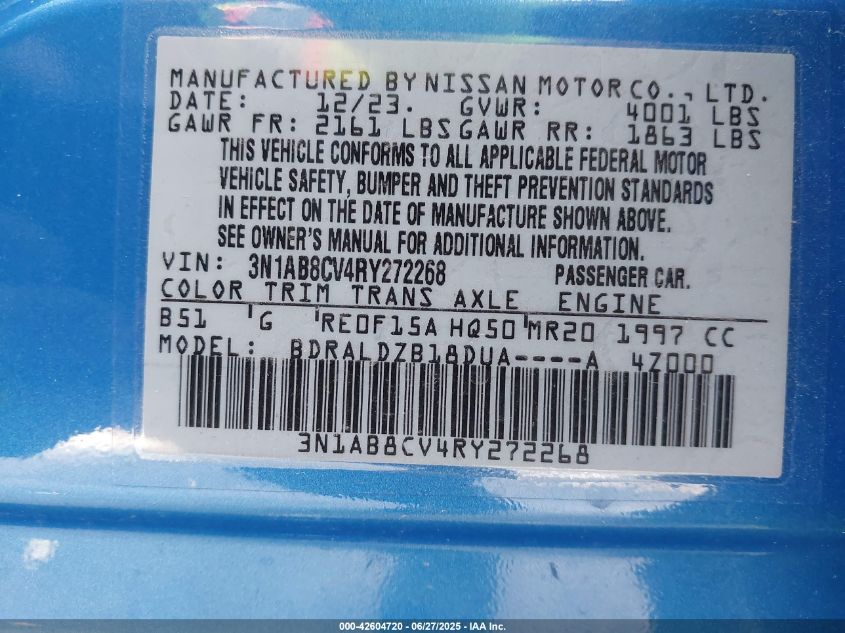 MANUFACTURED BY NISSAN MOTOR CO., LTD.
DATE: 12/23. GVWR: 4001 LBS
GAWR FR: 2161 LBS GAWR RR: 1863 LBS
THIS VEHICLE CONFORMS TO ALL APPLICABLE FEDERAL MOTOR
VEHICLE SAFETY, BUMPER AND THEFT PREVENTION STANDARDS
IN EFFECT ON THE DATE OF MANUFACTURE SHOWN ABOVE.
SEE OWNER'S MANUAL FOR ADDITIONAL INFORMATION.
VIN: 3N1AB8CV4RY272268 PASSENGER CAR.
COLOR TRIM TRANS AXLE ENGINE
B51 G RE0F15A HQ50 MR20 1997 CC
MODEL: BDRALDZB18DUA----A 4Z000
3N1AB8CV4RY272268
000-42604720 - 06/27/2025 - IAA Inc.